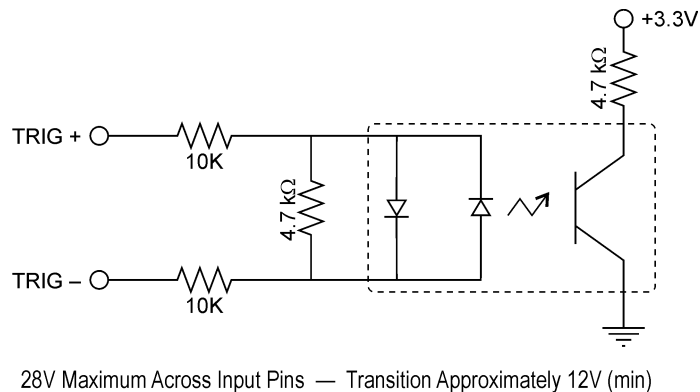 +3.3V
4.7 kΩ
TRIG +
10K
4.7 kΩ
TRIG –
10K
28V Maximum Across Input Pins — Transition Approximately 12V (min)